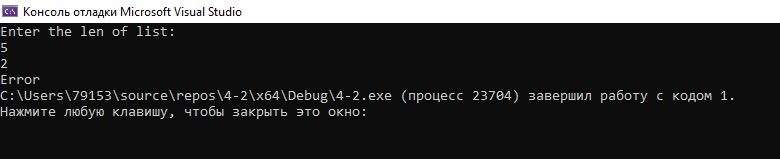 Консоль отладки Microsoft Visual Studio
Enter the len of list:
5
2
Error
C:\Users\79153\source\repos\4-2\x64\Debug\4-2.exe (процесс 23704) завершил работу с кодом 1.
Нажмите любую клавишу, чтобы закрыть это окно: